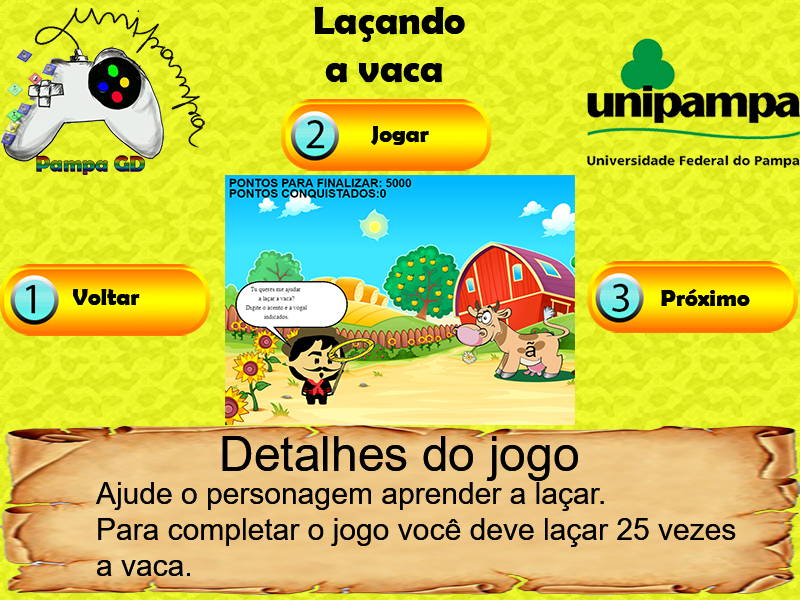 Laçando
a vaca
unipampa
Pampa GD
unipampa
Universidade Federal do Pampa
2 Jogar
PONTOS PARA FINALIZAR: 5000
PONTOS CONQUISTADOS:0
1 Voltar
Tu queres me ajudar
a laçar a vaca?
Digite o acento e a vogal
indicados.
ã
3 Próximo
Detalhes do jogo
Ajude o personagem aprender a laçar.
Para completar o jogo você deve laçar 25 vezes
a vaca.